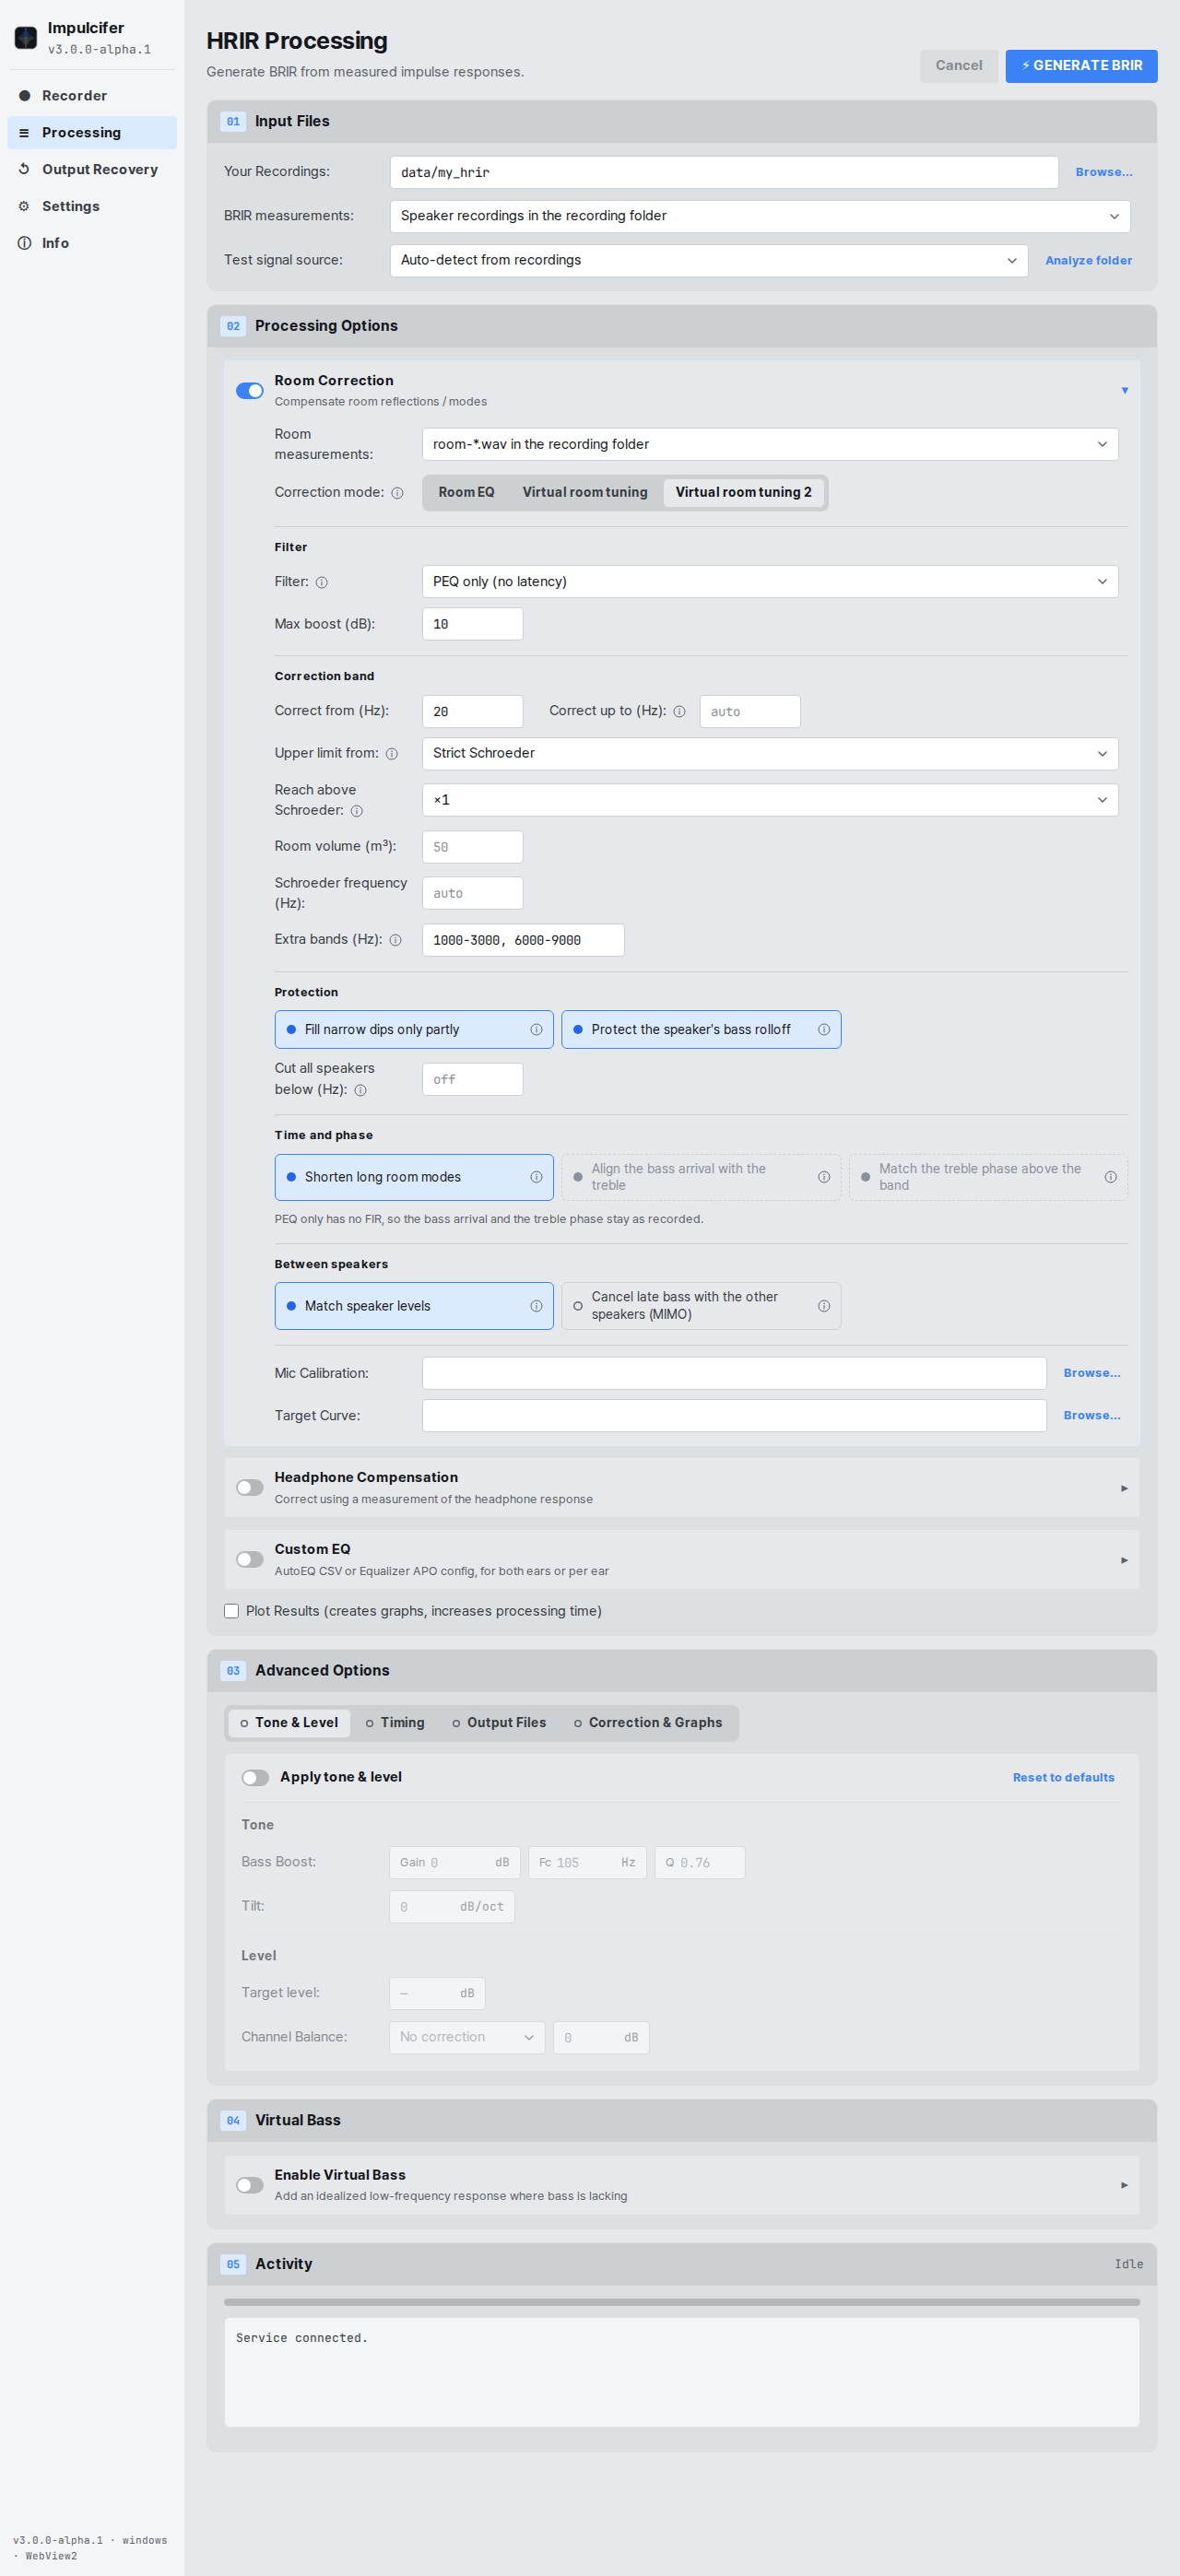 Impulcifer
v3.0.0-alpha.1
Recorder
Processing
Output Recovery
Settings
Info
HRIR Processing
Generate BRIR from measured impulse responses.
Cancel
⚡ GENERATE BRIR
01 Input Files
Your Recordings: data/my_hrir Browse...
BRIR measurements: Speaker recordings in the recording folder
Test signal source: Auto-detect from recordings Analyze folder
02 Processing Options
Room Correction
Compensate room reflections / modes
Room
measurements:
room-*.wav in the recording folder
Correction mode: Room EQ Virtual room tuning Virtual room tuning 2
Filter
Filter: PEQ only (no latency)
Max boost (dB): 10
Correction band
Correct from (Hz): 20 Correct up to (Hz): auto
Upper limit from: Strict Schroeder
Reach above
Schroeder:
×1
Room volume (m³): 50
Schroeder frequency
(Hz):
auto
Extra bands (Hz): 1000-3000, 6000-9000
Protection
Fill narrow dips only partly
Protect the speaker's bass rolloff
Cut all speakers
below (Hz):
off
Time and phase
Shorten long room modes
Align the bass arrival with the
treble
Match the treble phase above the
band
PEQ only has no FIR, so the bass arrival and the treble phase stay as recorded.
Between speakers
Match speaker levels
Cancel late bass with the other
speakers (MIMO)
Mic Calibration: Browse...
Target Curve: Browse...
Headphone Compensation
Correct using a measurement of the headphone response
Custom EQ
AutoEQ CSV or Equalizer APO config, for both ears or per ear
Plot Results (creates graphs, increases processing time)
03 Advanced Options
Tone & Level Timing Output Files Correction & Graphs
Apply tone & level Reset to defaults
Tone
Bass Boost: Gain 0 dB Fc 105 Hz Q 0.76
Tilt: 0 dB/oct
Level
Target level: — dB
Channel Balance: No correction 0 dB
04 Virtual Bass
Enable Virtual Bass
Add an idealized low-frequency response where bass is lacking
05 Activity Idle
Service connected.
v3.0.0-alpha.1 · windows
· WebView2